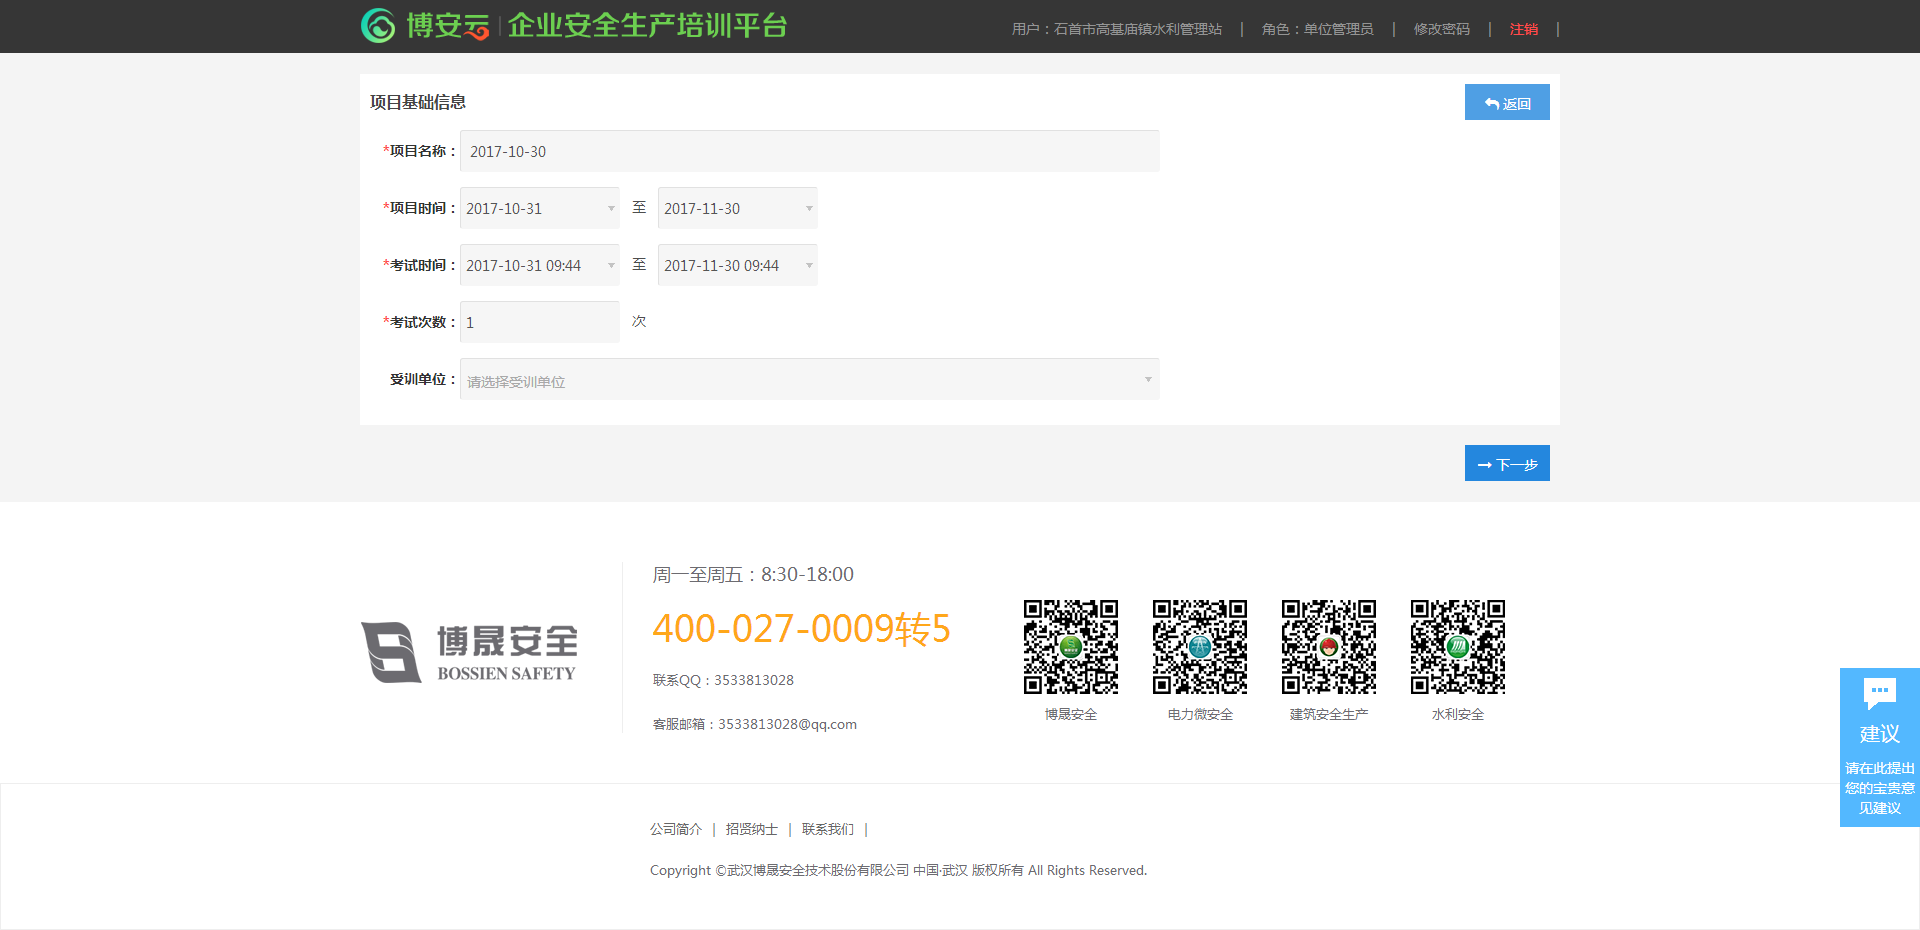 博安云 | 企业安全生产培训平台
用户：石首市高基庙镇水利管理站 | 角色：单位管理员 | 修改密码 | 注销 |
项目基础信息
返回
*项目名称： 2017-10-30
*项目时间： 2017-10-31 至 2017-11-30
*考试时间： 2017-10-31 09:44 至 2017-11-30 09:44
*考试次数： 1 次
受训单位： 请选择受训单位
下一步
博晟安全
BOSSIEN SAFETY
周一至周五：8:30-18:00
400-027-0009转5
联系QQ：3533813028
客服邮箱：3533813028@qq.com
博晟安全
电力微安全
建筑安全生产
水利安全
建议
请在此提出
您的宝贵意
见建议
公司简介 | 招贤纳士 | 联系我们 |
Copyright ©武汉博晟安全技术股份有限公司 中国·武汉 版权所有 All Rights Reserved.